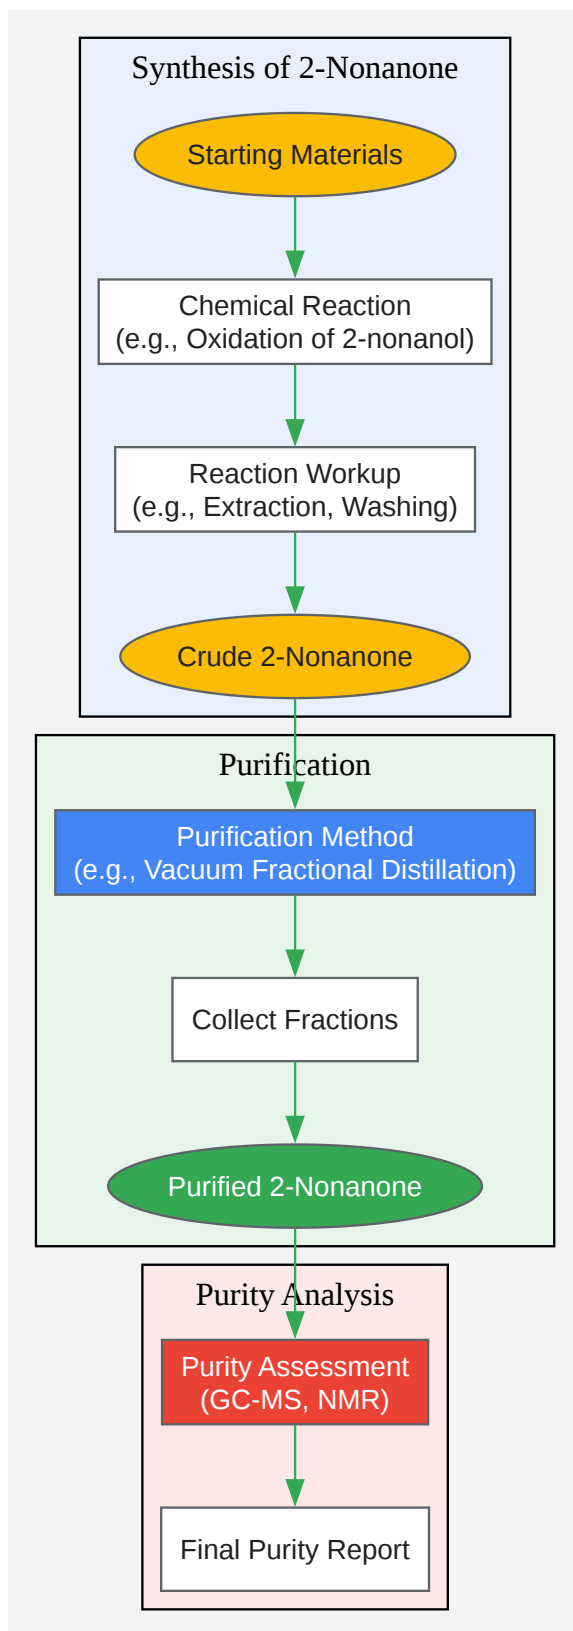 Synthesis of 2-Nonanone
Starting Materials
Chemical Reaction
(e.g., Oxidation of 2-nonanol)
Reaction Workup
(e.g., Extraction, Washing)
Crude 2-Nonanone
Purification
Purification Method
(e.g., Vacuum Fractional Distillation)
Collect Fractions
Purified 2-Nonanone
Purity Analysis
Purity Assessment
(GC-MS, NMR)
Final Purity Report